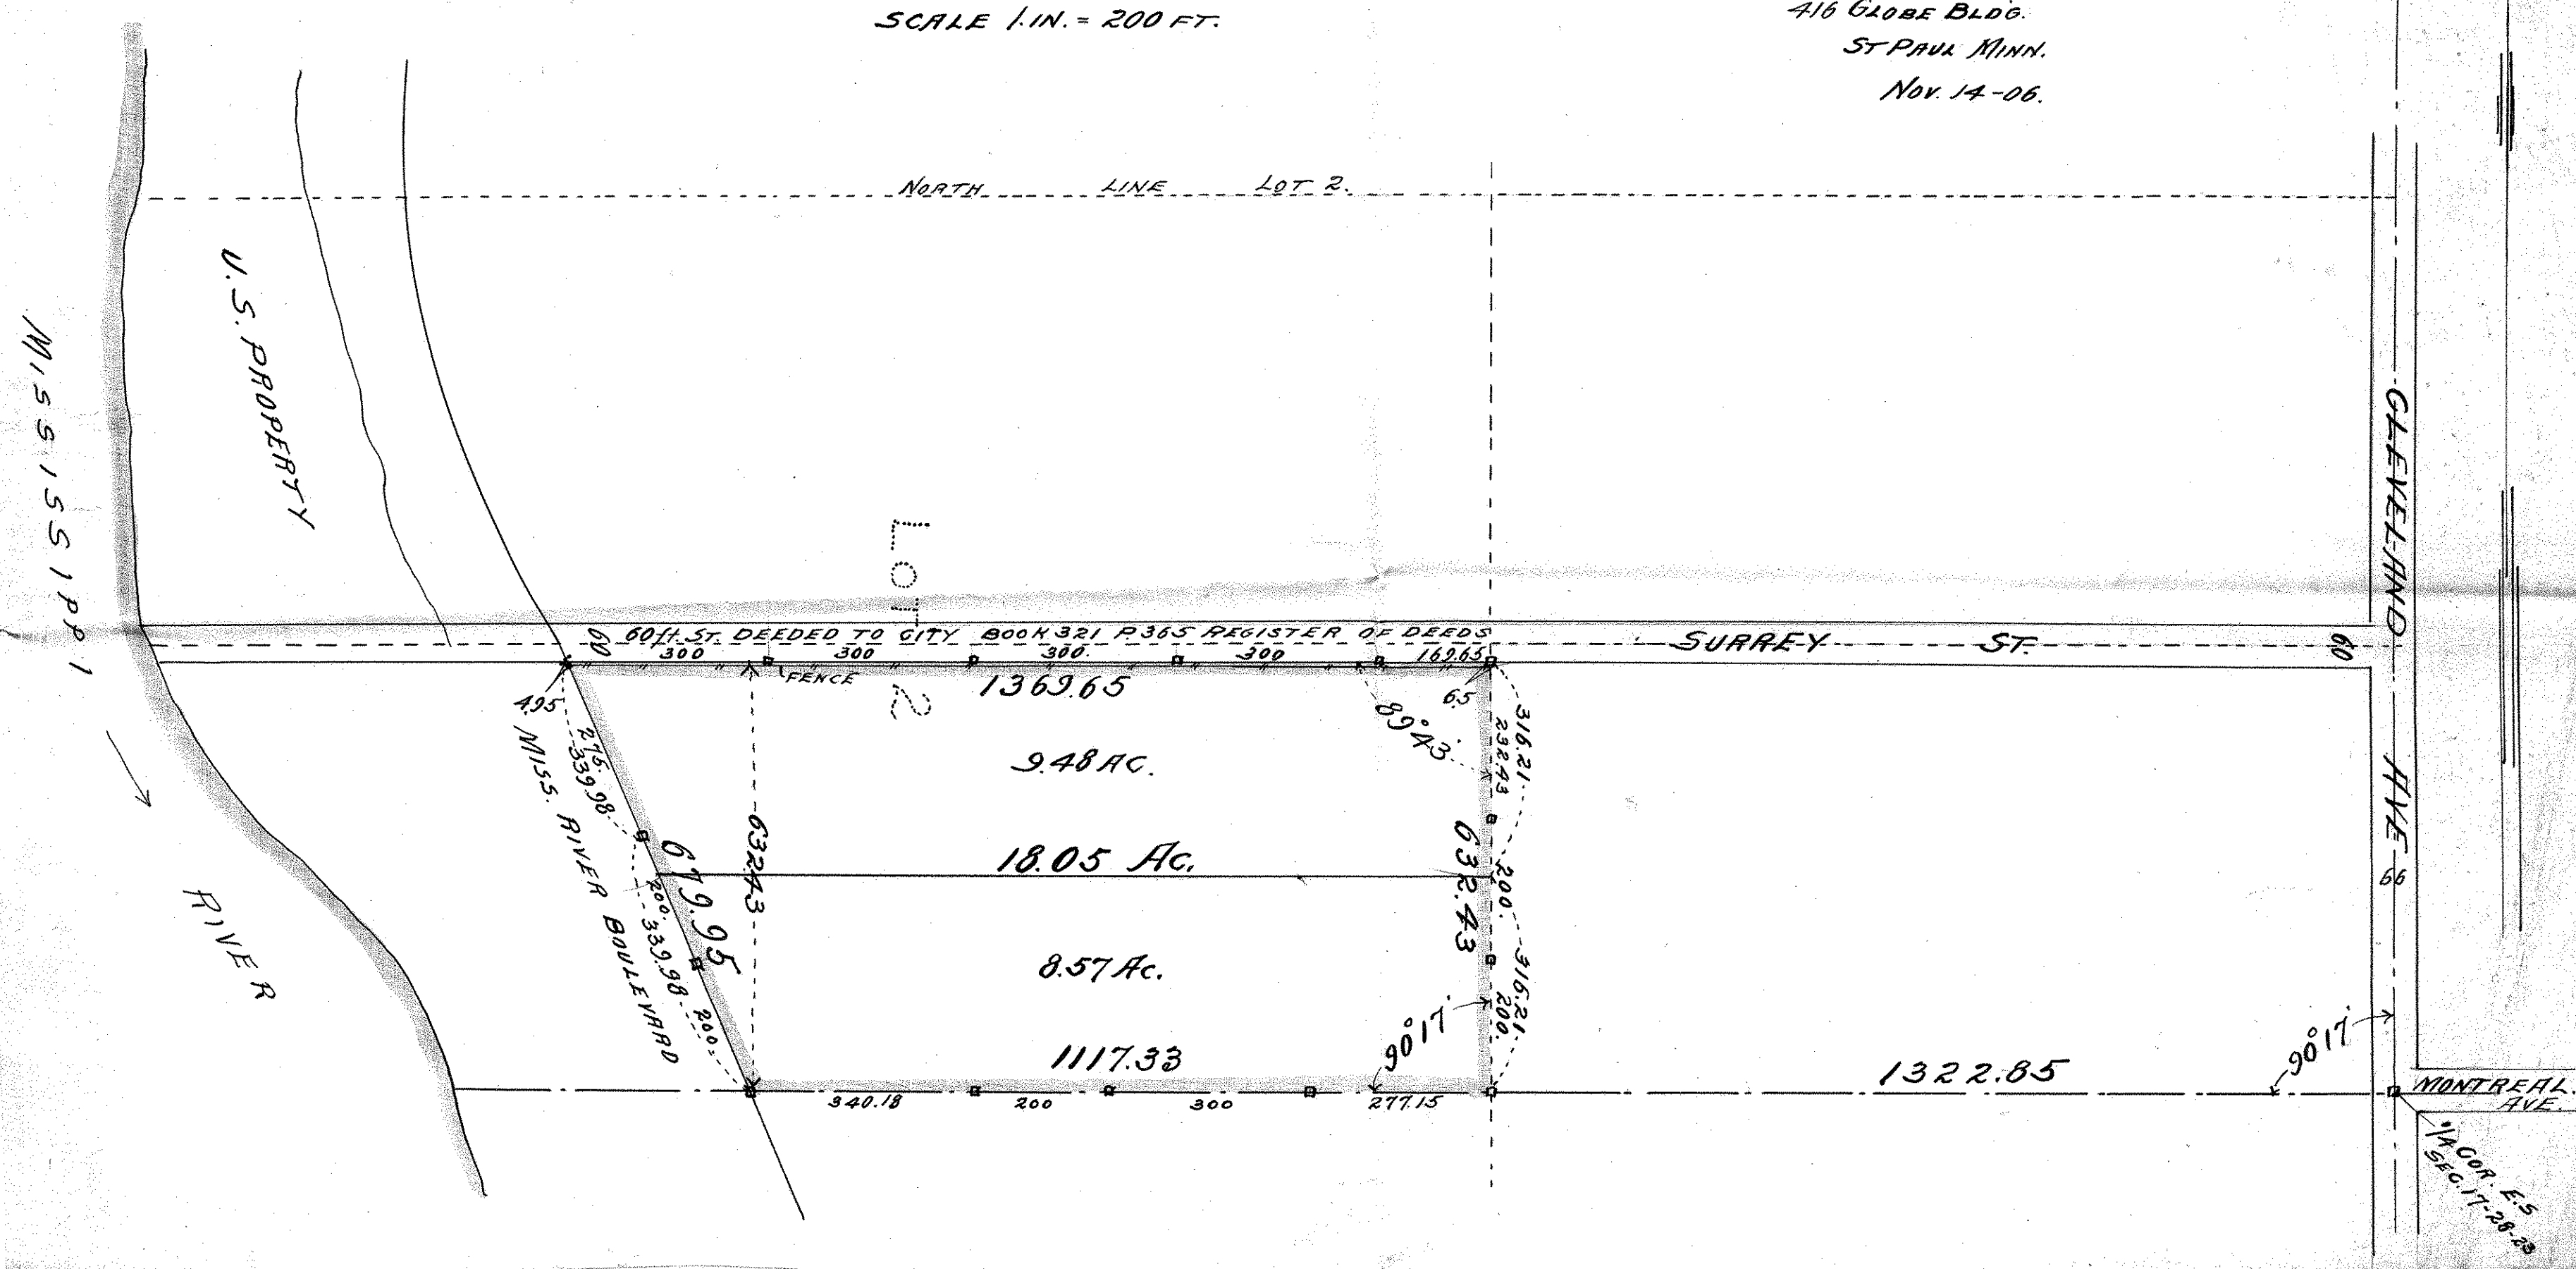 SCALE 1.IN. = 200 FT.
416 GLOBE BLDG.
ST PAUL MINN.
NOV. 14-06.
NORTH LINE LOT 2.
U.S. PROPERTY
MISSISSIPPI
RIVER
LOT 2
60 60ft. ST. DEEDED TO CITY BOOK 321 P. 365 REGISTER OF DEEDS
SURREY ST. 60
300 300 300. 300 169.65
FENCE
1369.65
4.95
6.5
89°43'
275.
339.98
MISS. RIVER BOULEVARD
679.95
200.
339.98
200.
632.43
9.48 AC.
18.05 AC.
8.57 AC.
632.43
316.21
232.43
200.
316.21
200.
90°17'
1117.33
340.18 200 300 277.15
1322.85
90°17'
CLEVELAND AVE
66
MONTREAL.
AVE.
1/4 COR. E.S
SEC. 17-28-23